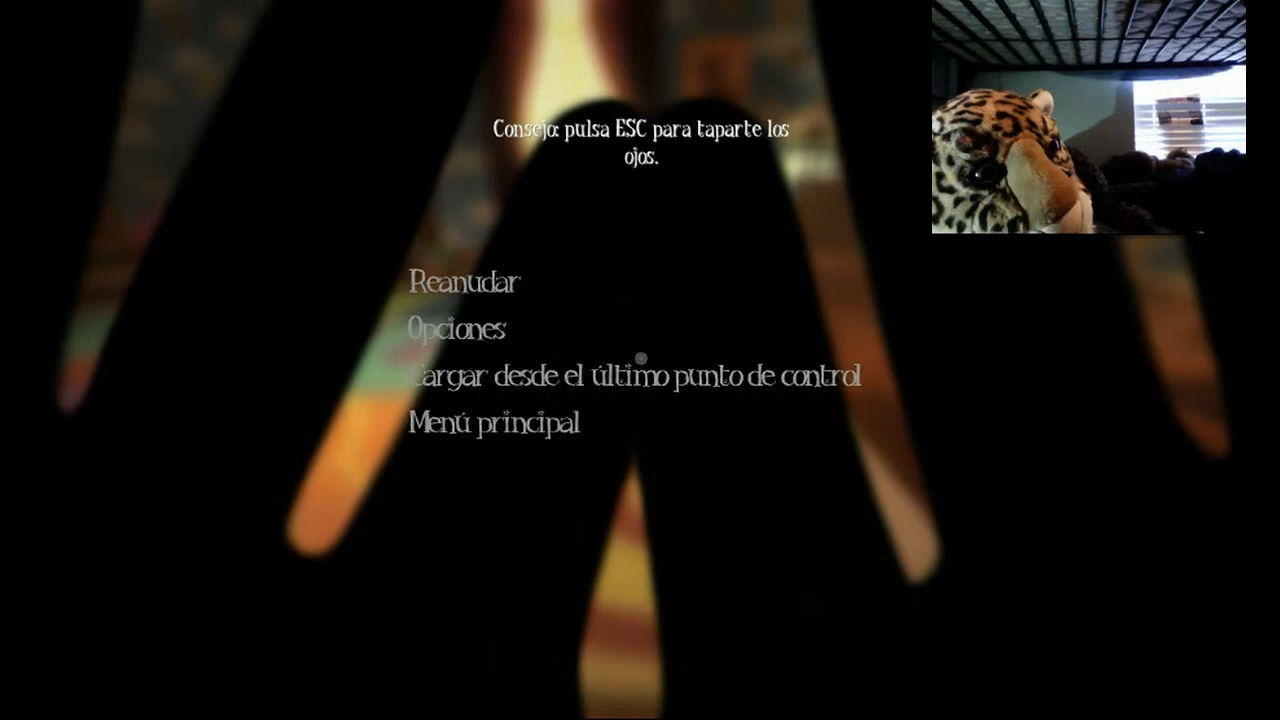 Consejo: pulsa ESC para taparte los
ojos.
Reanudar
Opciones
Cargar desde el último punto de control
Menú principal